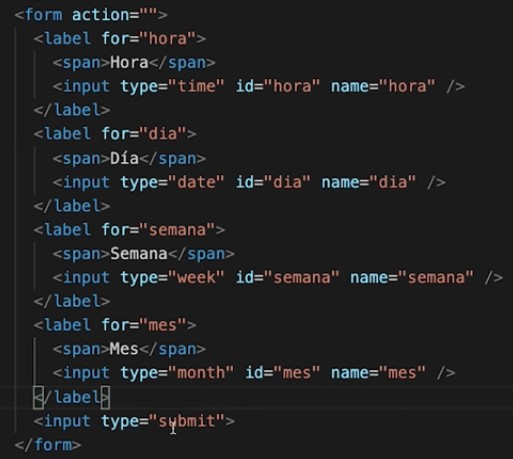 <form action="">
<label for="hora">
<span>Hora</span>
<input type="time" id="hora" name="hora" />
</label>
<label for="dia">
<span>Día</span>
<input type="date" id="dia" name="dia" />
</label>
<label for="semana">
<span>Semana</span>
<input type="week" id="semana" name="semana" />
</label>
<label for="mes">
<span>Mes</span>
<input type="month" id="mes" name="mes" />
</label>
<input type="submit">
</form>